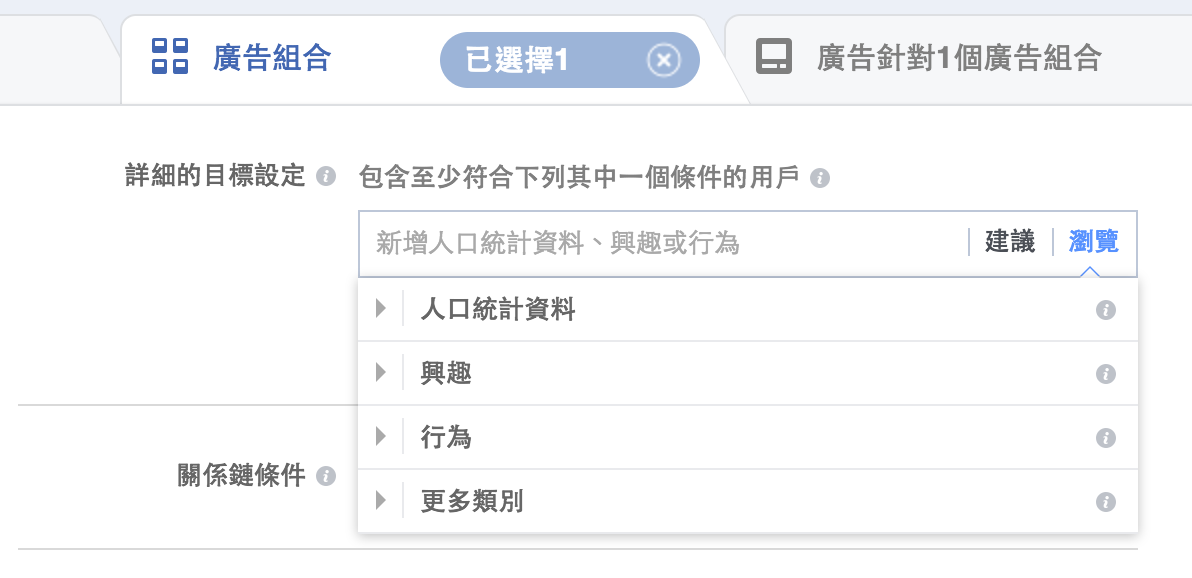 廣告組合 已選擇1 廣告針對1個廣告組合
詳細的目標設定 包含至少符合下列其中一個條件的用戶
新增人口統計資料、興趣或行為 建議 瀏覽
人口統計資料
興趣
行為
關係鏈條件
更多類別